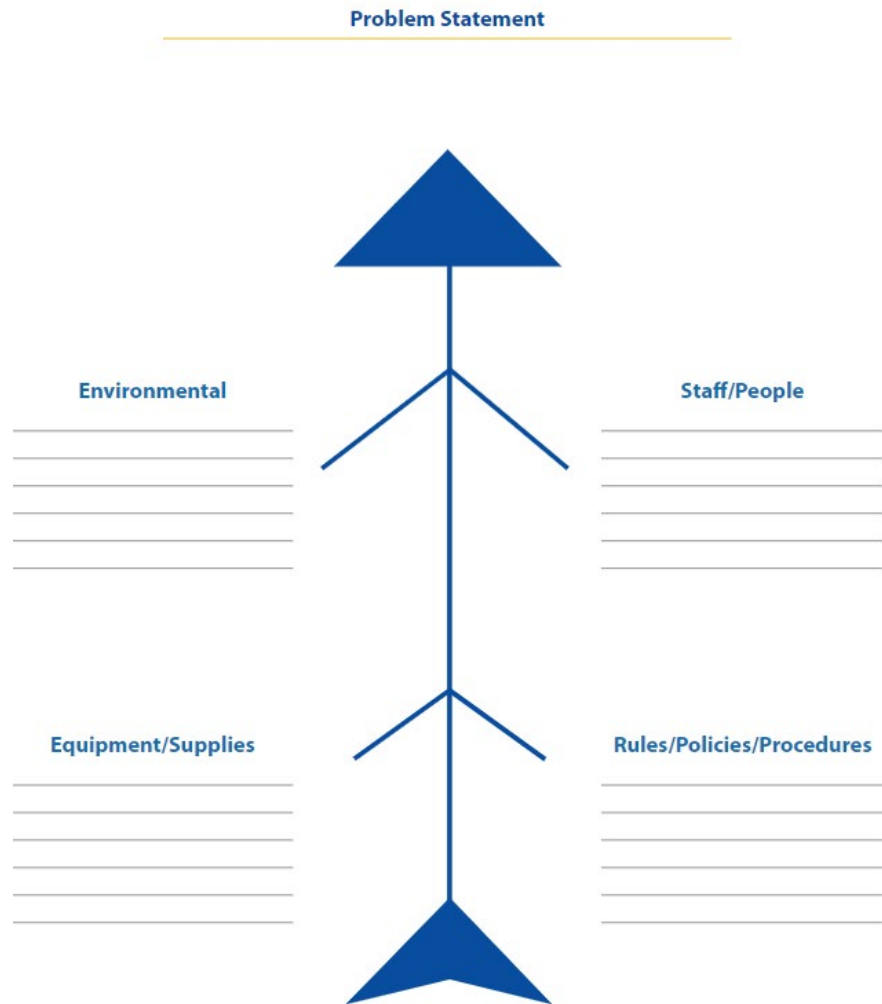 Problem Statement
Environmental
Staff/People
Equipment/Supplies
Rules/Policies/Procedures